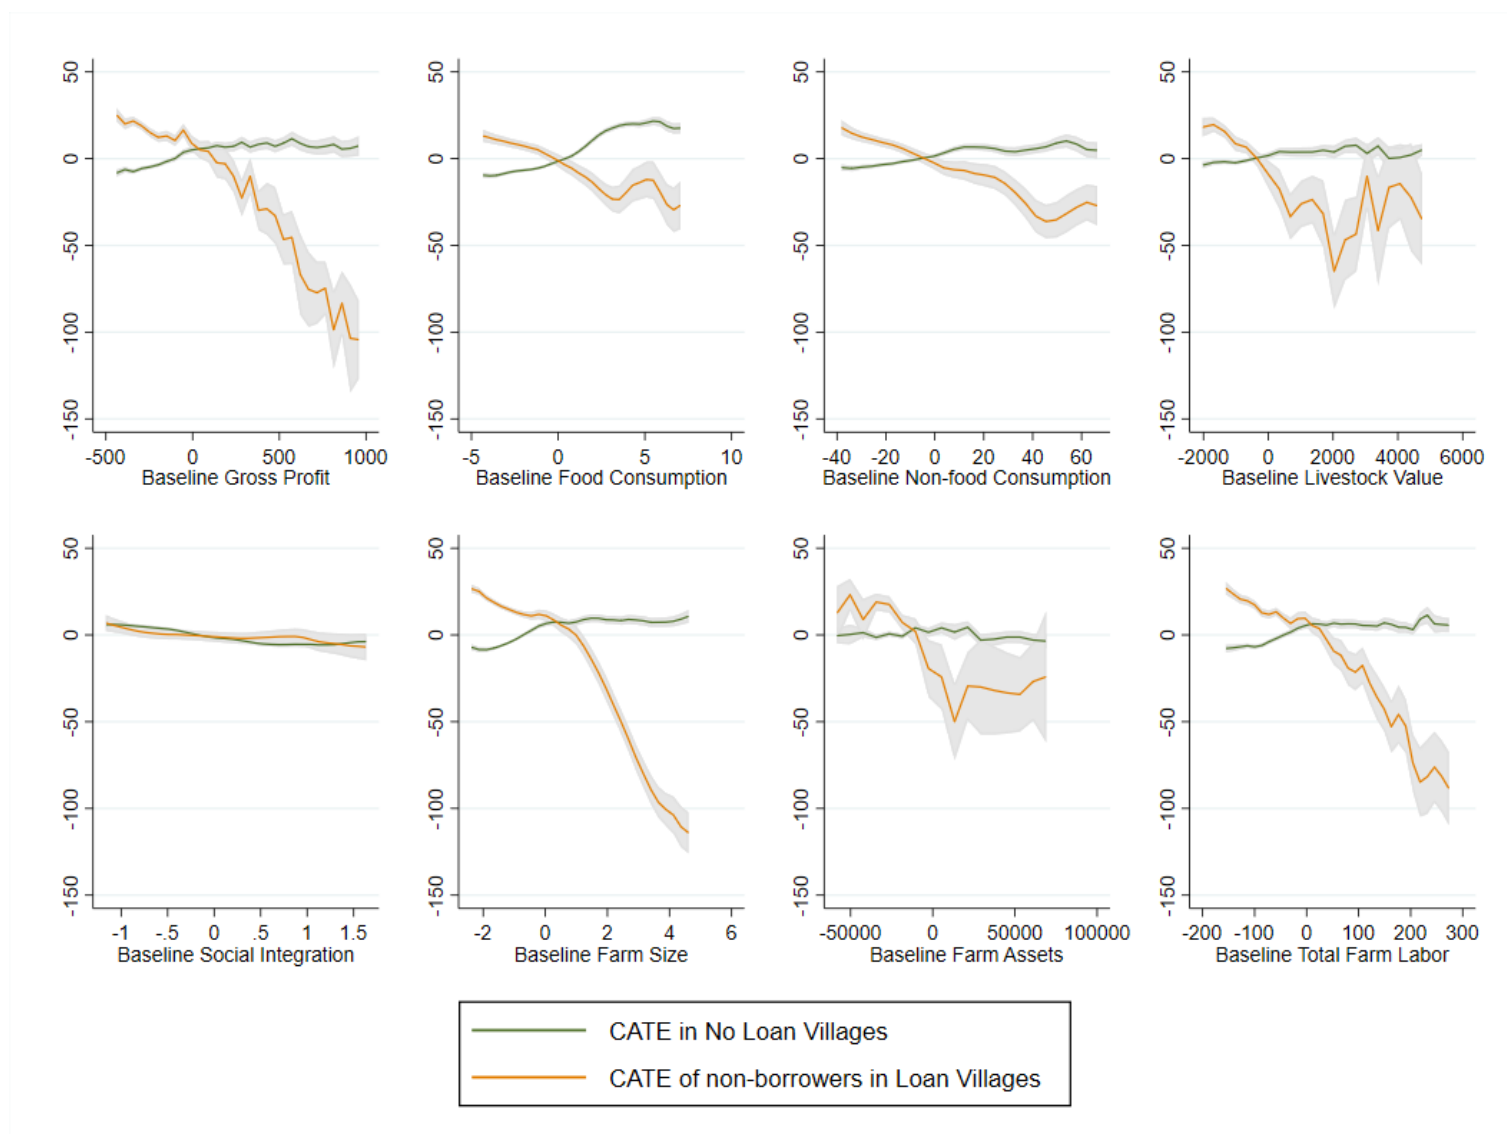 50
0
-50
-100
-150
-500 0 500 1000
Baseline Gross Profit
50
0
-50
-100
-150
-5 0 5 10
Baseline Food Consumption
50
0
-50
-100
-150
-40 -20 0 20 40 60
Baseline Non-food Consumption
50
0
-50
-100
-150
-2000 0 2000 4000 6000
Baseline Livestock Value
50
0
-50
-100
-150
-1 -.5 0 .5 1 1.5
Baseline Social Integration
50
0
-50
-100
-150
-2 0 2 4 6
Baseline Farm Size
50
0
-50
-100
-150
-50000 0 50000 100000
Baseline Farm Assets
50
0
-50
-100
-150
-200 -100 0 100 200 300
Baseline Total Farm Labor
CATE in No Loan Villages
CATE of non-borrowers in Loan Villages